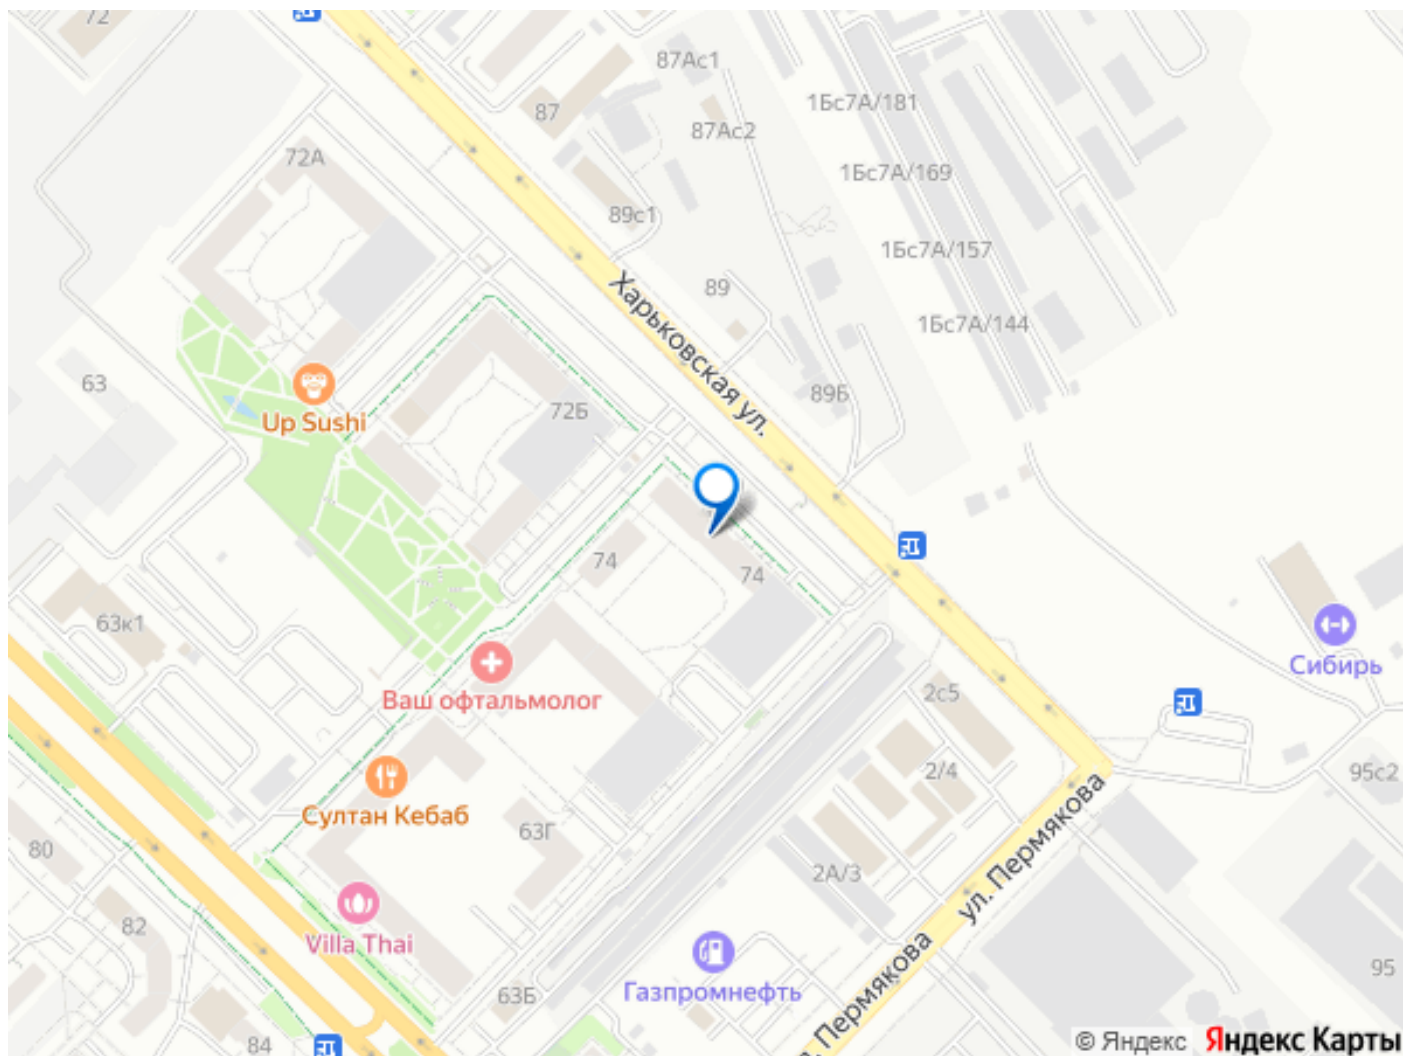 72
87Ас1
87
87Ас2
1Бс7А/181
72А
1Бс7А/169
89с1
1Бс7А/157
89
Харьковская ул.
1Бс7А/144
63
Up Sushi
72Б
89Б
74
74
63к1
Сибирь
Ваш офтальмолог
2с5
2/4
95с2
Султан Кебаб
63Г
80
2А/3
ул. Пермякова
82
Villa Thai
95
Газпромнефть
63Б
л. Пермякова
84
© Яндекс Яндекс Карты